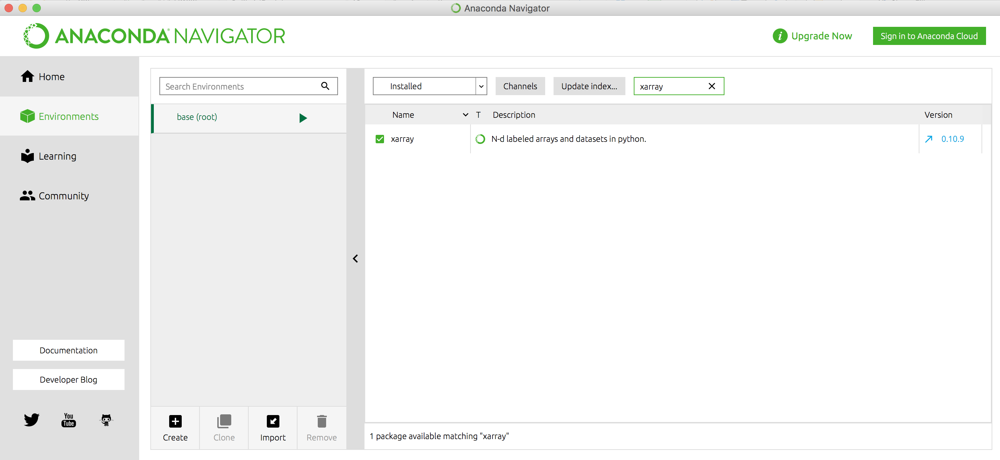 Anaconda Navigator
ANACONDA® NAVIGATOR
i Upgrade Now
Sign in to Anaconda Cloud
Home
Environments
Learning
Community
Documentation
Developer Blog
You
Tube
Search Environments
base (root)
Create
Clone
Import
Remove
Installed
Channels
Update index...
xarray
Name
T
Description
Version
xarray
N-d labeled arrays and datasets in python.
0.10.9
1 package available matching "xarray"